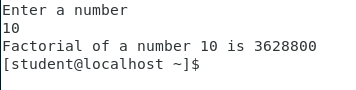 Enter a number
10
Factorial of a number 10 is 3628800
[student@localhost ~]$